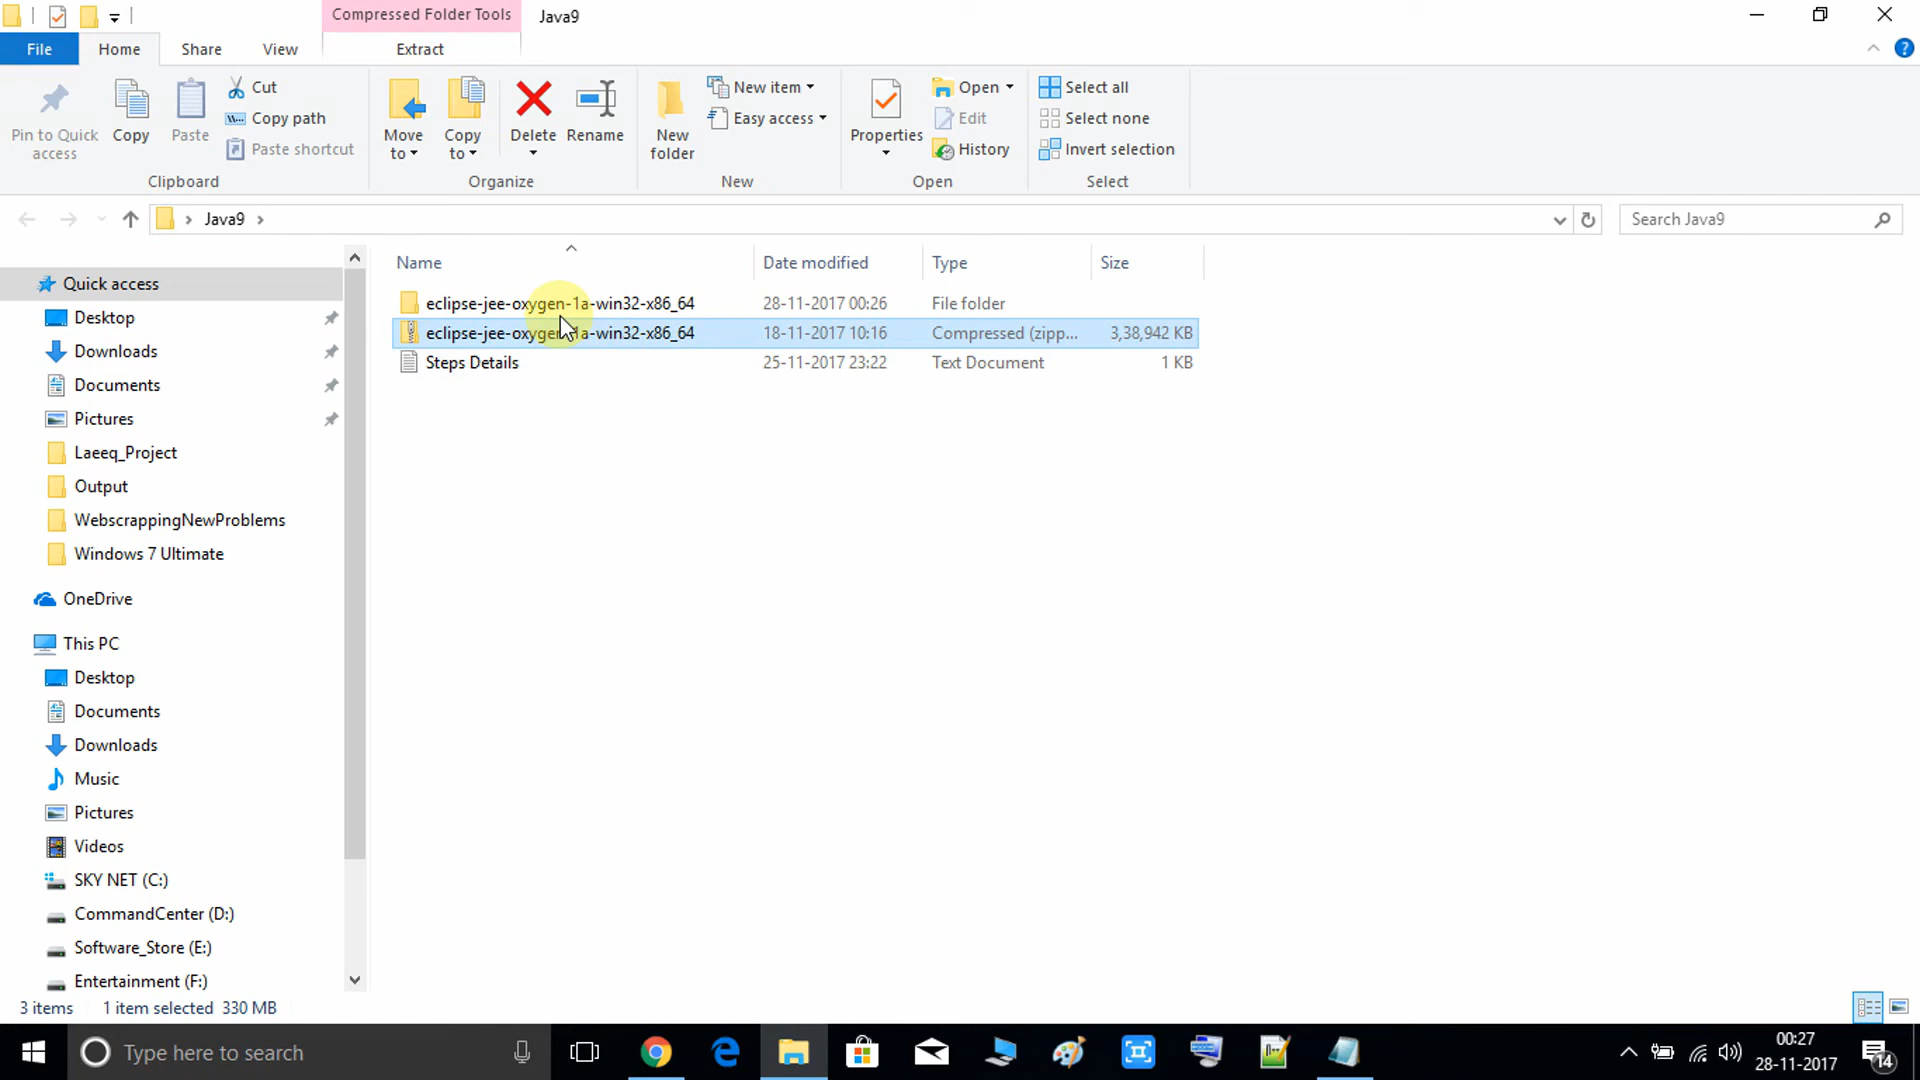 Compressed Folder Tools
Java9
File
Home
Share
View
Extract
Pin to Quick access
Copy
Paste
Cut
Copy path
Paste shortcut
Clipboard
Move to
Copy to
Delete
Rename
Organize
New folder
New item
Easy access
New
Properties
Open
Edit
History
Open
Select all
Select none
Invert selection
Select
Java9
Search Java9
Name
Date modified
Type
Size
eclipse-jee-oxygen-1a-win32-x86_64 28-11-2017 00:26 File folder
eclipse-jee-oxygen-1a-win32-x86_64 18-11-2017 10:16 Compressed (zipp... 3,38,942 KB
Steps Details 25-11-2017 23:22 Text Document 1 KB
Quick access
Desktop
Downloads
Documents
Pictures
Laeeq_Project
Output
WebscrappingNewProblems
Windows 7 Ultimate
OneDrive
This PC
Desktop
Documents
Downloads
Music
Pictures
Videos
SKY NET (C:)
CommandCenter (D:)
Software_Store (E:)
Entertainment (F:)
3 items 1 item selected 330 MB
Type here to search
00:27
28-11-2017
14